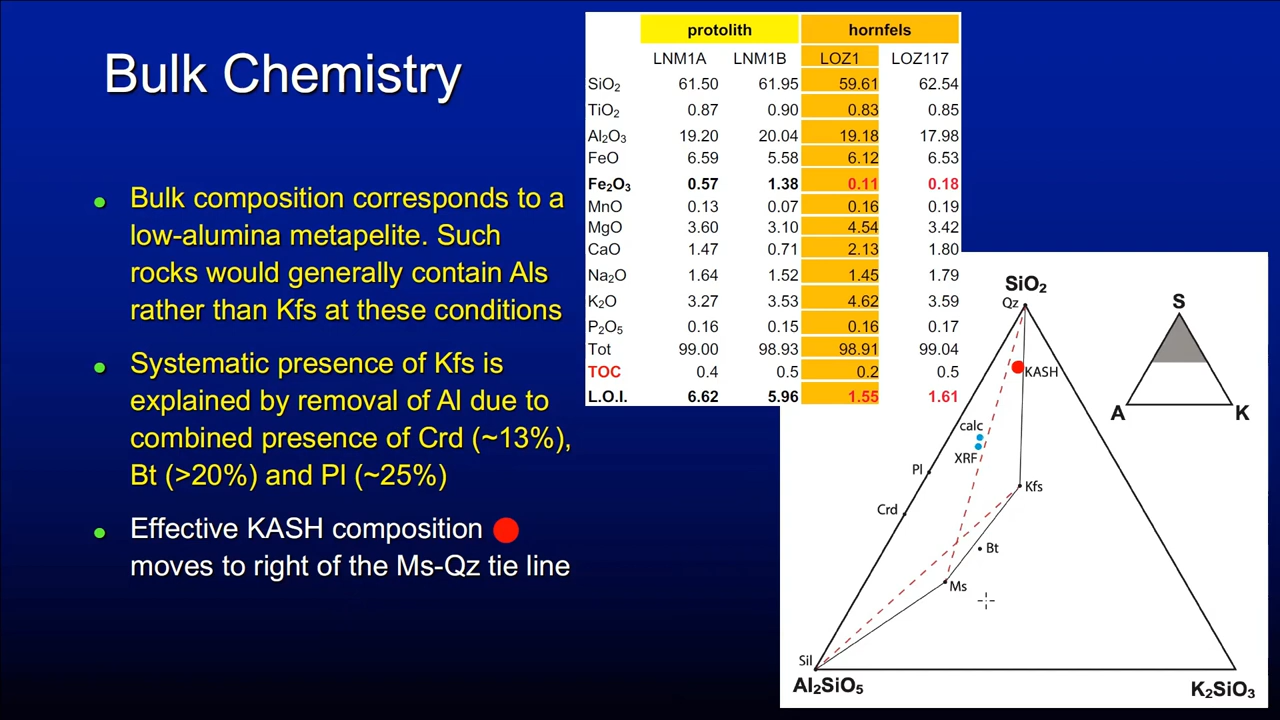 Bulk Chemistry
Bulk composition corresponds to a
low-alumina metapelite. Such
rocks would generally contain Als
rather than Kfs at these conditions
Systematic presence of Kfs is
explained by removal of Al due to
combined presence of Crd (~13%),
Bt (>20%) and Pl (~25%)
Effective KASH composition
moves to right of the Ms-Qz tie line
protolith hornfels
LNM1A LNM1B LOZ1 LOZ117
SiO₂ 61.50 61.95 59.61 62.54
TiO₂ 0.87 0.90 0.83 0.85
Al₂O₃ 19.20 20.04 19.18 17.98
FeO 6.59 5.58 6.12 6.53
Fe₂O₃ 0.57 1.38 0.11 0.18
MnO 0.13 0.07 0.16 0.19
MgO 3.60 3.10 4.54 3.42
CaO 1.47 0.71 2.13 1.80
Na₂O 1.64 1.52 1.45 1.79
K₂O 3.27 3.53 4.62 3.59
P₂O₅ 0.16 0.15 0.16 0.17
Tot 99.00 98.93 98.91 99.04
TOC 0.4 0.5 0.2 0.5
L.O.I. 6.62 5.96 1.55 1.61
SiO₂
Qz
S
KASH
A K
calc
XRF
Pl
Kfs
Crd
Bt
Ms
Sil
Al₂SiO₅ K₂SiO₃